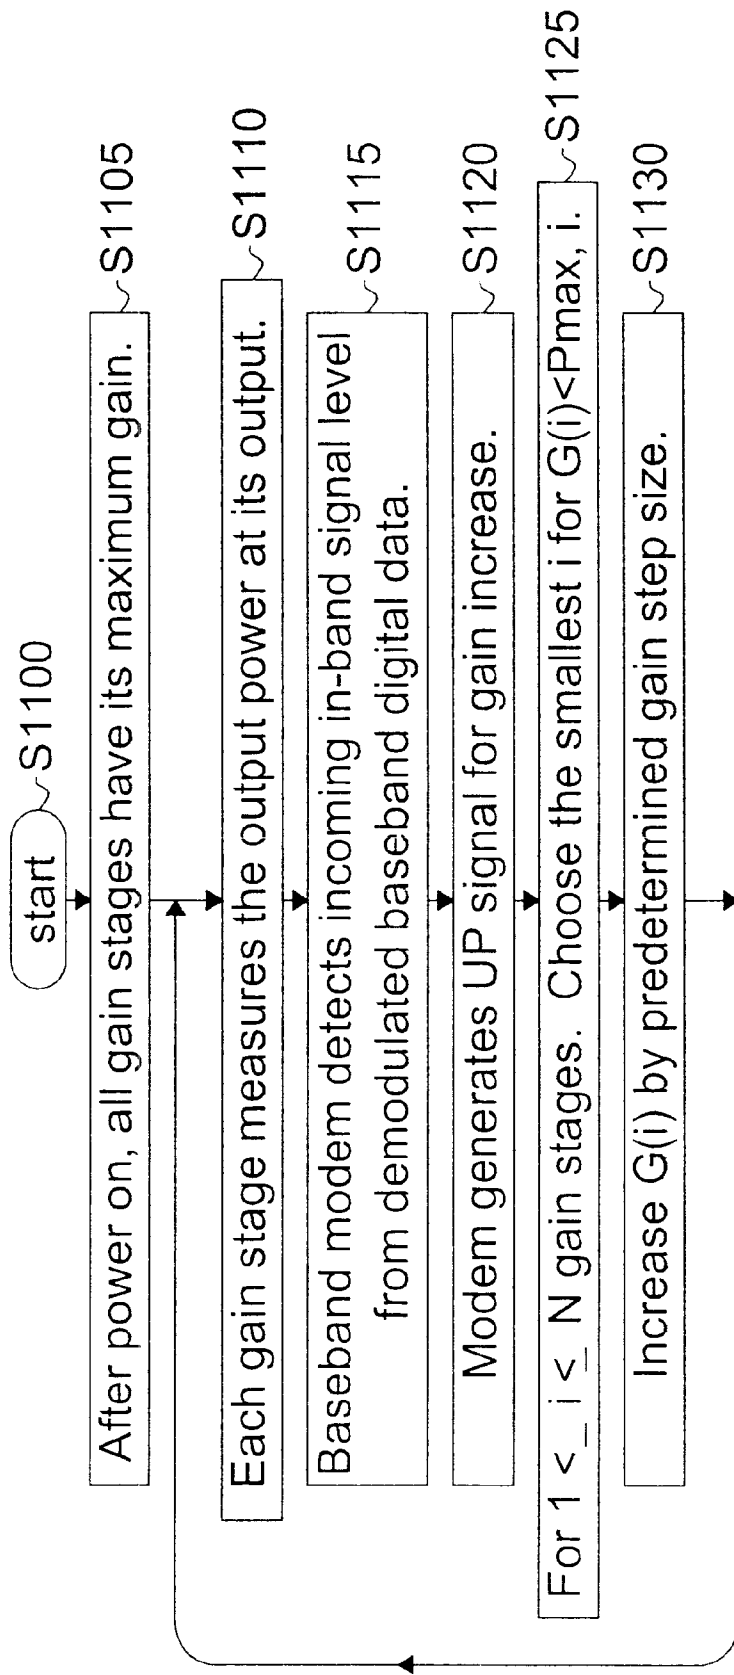 start
S1100
After power on, all gain stages have its maximum gain.
S1105
Each gain stage measures the output power at its output.
S1110
Baseband modem detects incoming in-band signal level
from demodulated baseband digital data.
S1115
Modem generates UP signal for gain increase.
S1120
For 1 <_ i <_ N gain stages. Choose the smallest i for G(i)<Pmax, i.
S1125
Increase G(i) by predetermined gain step size.
S1130